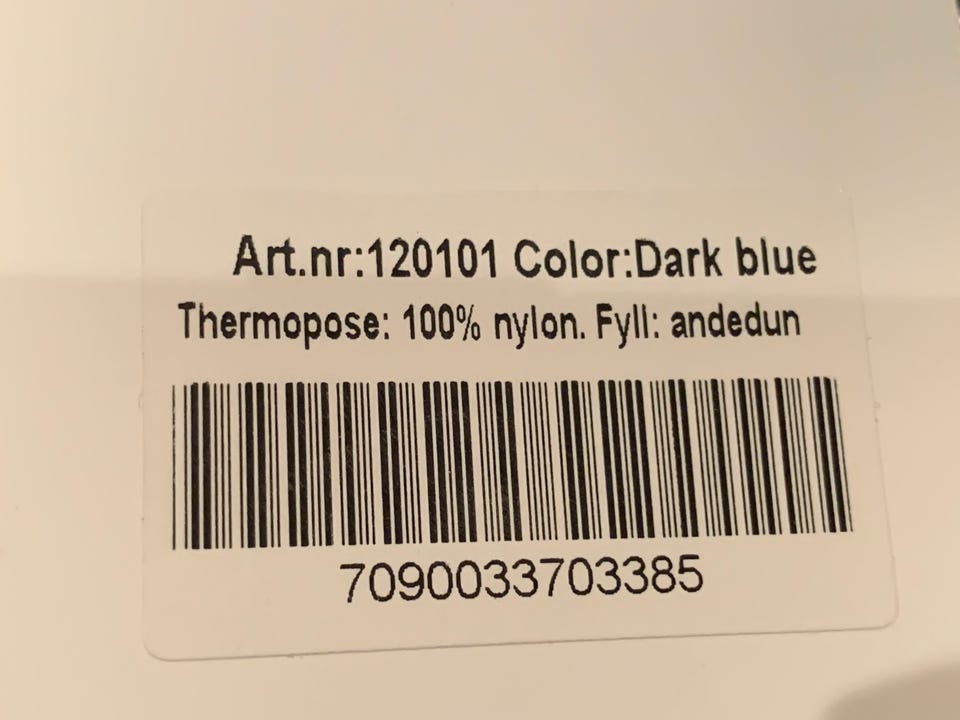 Art.nr:120101 Color:Dark blue
Thermopose: 100% nylon. Fyll: andedun
7090033703385